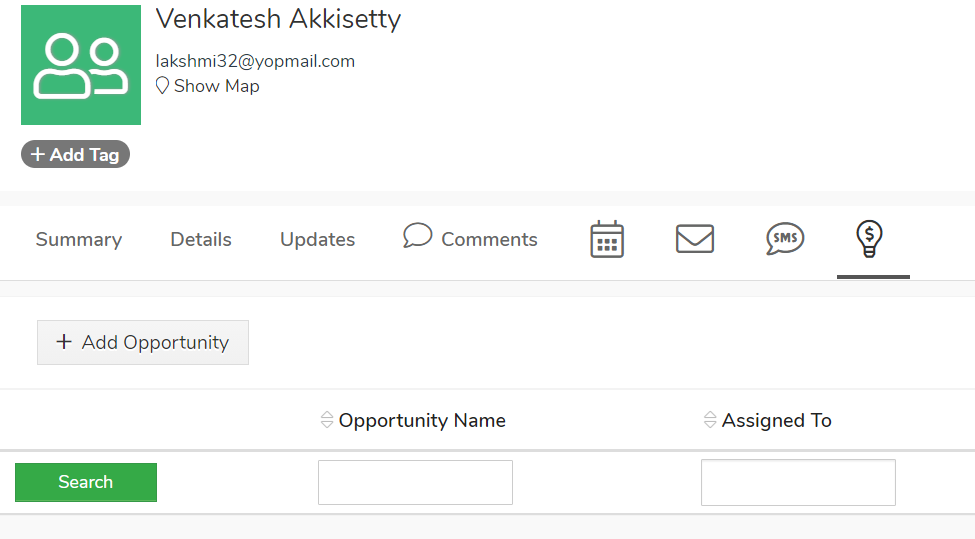 Venkatesh Akkisetty
lakshmi32@yopmail.com
Show Map
+ Add Tag
Summary Details Updates Comments SMS $
+ Add Opportunity
Opportunity Name Assigned To
Search